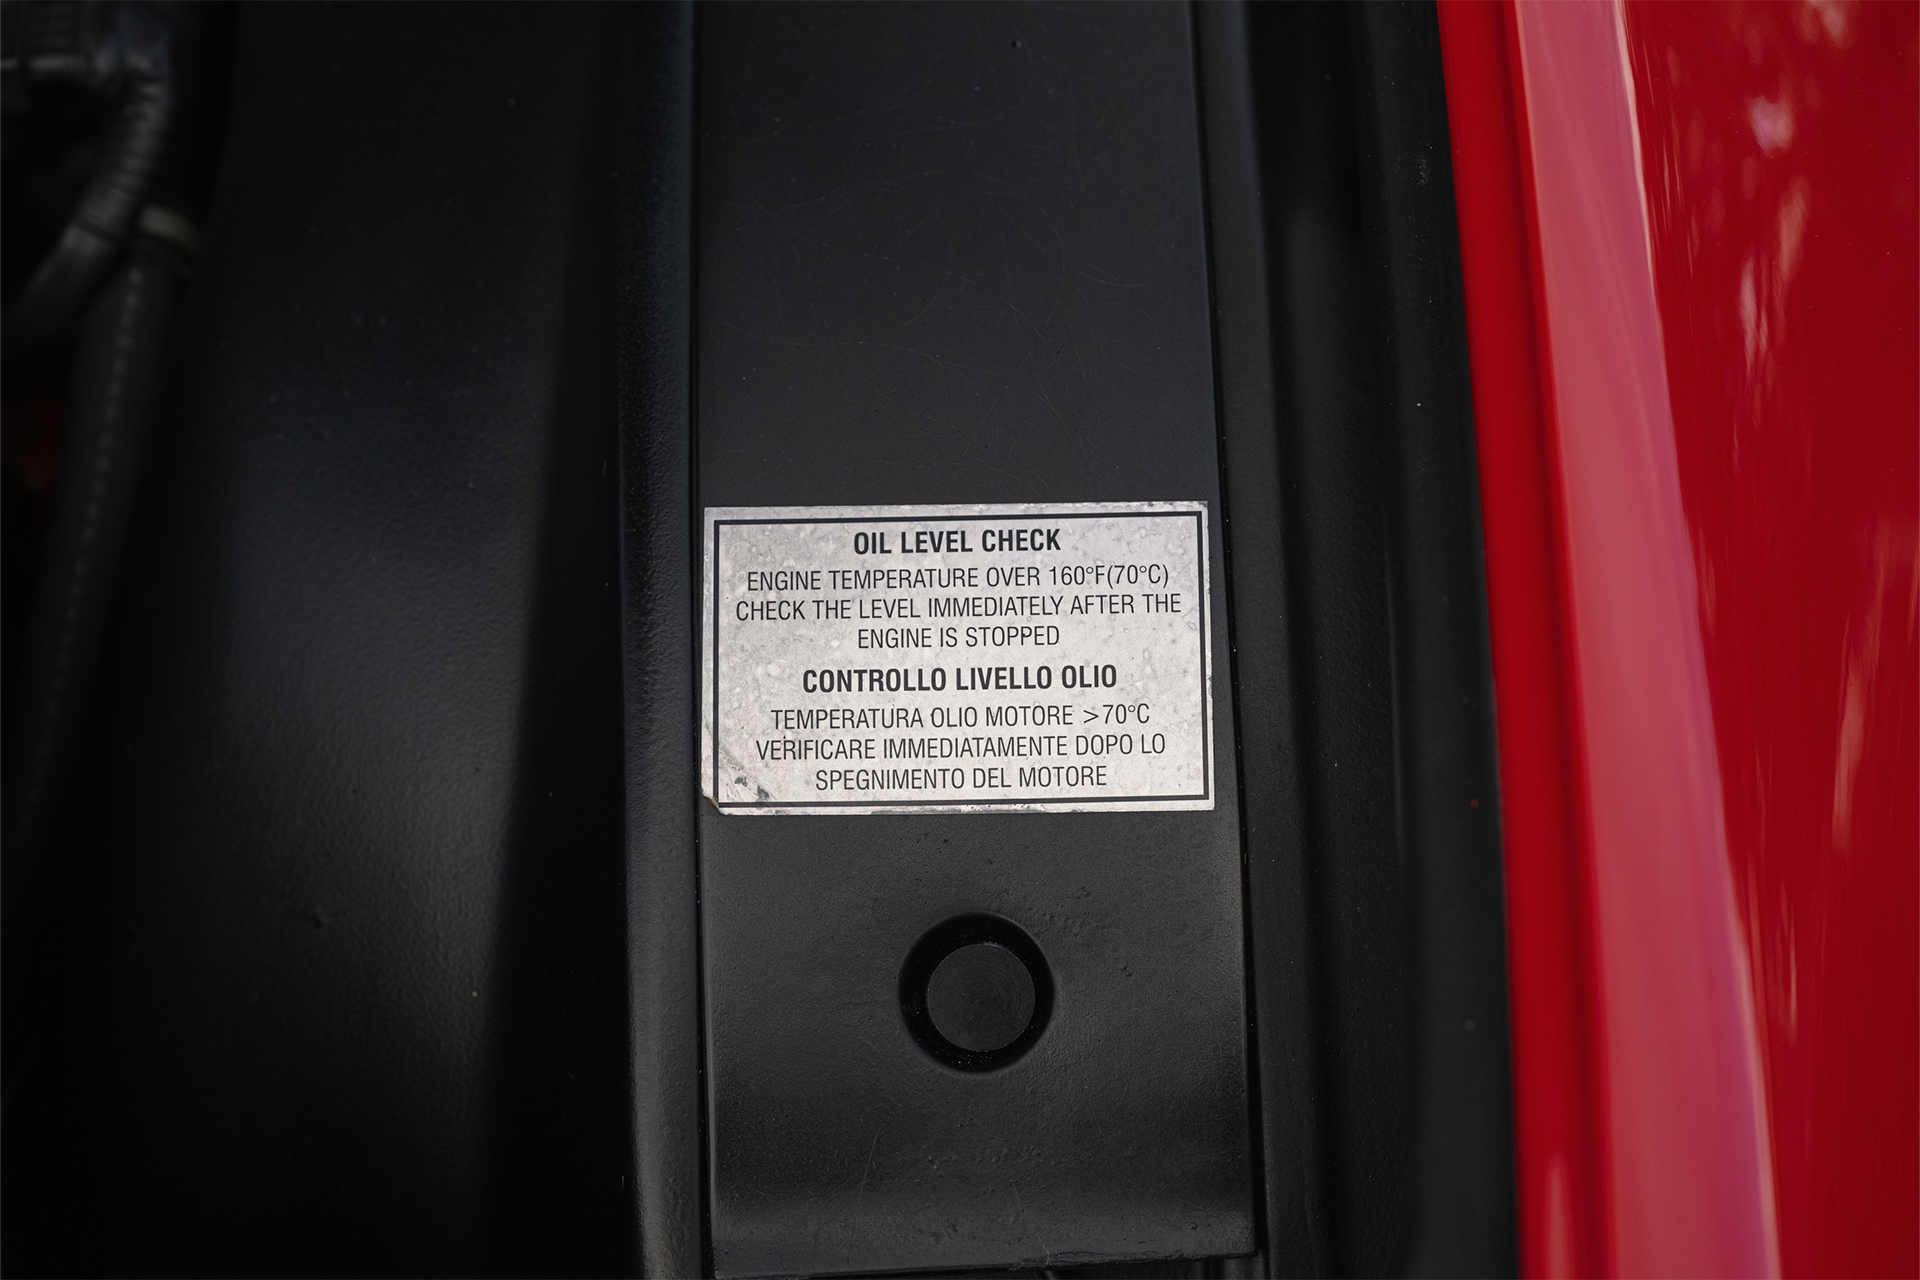 OIL LEVEL CHECK
ENGINE TEMPERATURE OVER 160°F(70°C)
CHECK THE LEVEL IMMEDIATELY AFTER THE
ENGINE IS STOPPED
CONTROLLO LIVELLO OLIO
TEMPERATURA OLIO MOTORE >70°C
VERIFICARE IMMEDIATAMENTE DOPO LO
SPEGNIMENTO DEL MOTORE